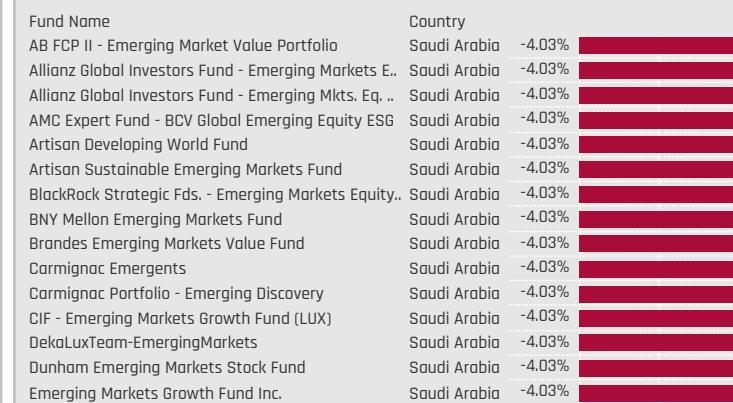 Fund Name Country
AB FCP II - Emerging Market Value Portfolio Saudi Arabia -4.03%
Allianz Global Investors Fund - Emerging Markets E.. Saudi Arabia -4.03%
Allianz Global Investors Fund - Emerging Mkts. Eq. .. Saudi Arabia -4.03%
AMC Expert Fund - BCV Global Emerging Equity ESG Saudi Arabia -4.03%
Artisan Developing World Fund Saudi Arabia -4.03%
Artisan Sustainable Emerging Markets Fund Saudi Arabia -4.03%
BlackRock Strategic Fds. - Emerging Markets Equity.. Saudi Arabia -4.03%
BNY Mellon Emerging Markets Fund Saudi Arabia -4.03%
Brandes Emerging Markets Value Fund Saudi Arabia -4.03%
Carmignac Emergents Saudi Arabia -4.03%
Carmignac Portfolio - Emerging Discovery Saudi Arabia -4.03%
CIF - Emerging Markets Growth Fund (LUX) Saudi Arabia -4.03%
DekaLuxTeam-EmergingMarkets Saudi Arabia -4.03%
Dunham Emerging Markets Stock Fund Saudi Arabia -4.03%
Emerging Markets Growth Fund Inc. Saudi Arabia -4.03%